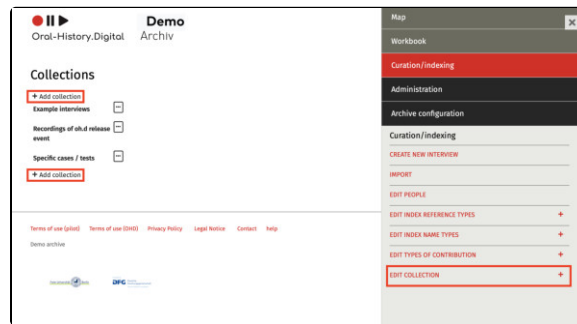 Oral-History.Digital
Demo
Archiv
Collections
+ Add collection
Example interviews
Recordings of oh.d release
event
Specific cases / tests
+ Add collection
Terms of use (pilot) Terms of use (OHD) Privacy Policy Legal Notice Contact help
Demo archive
DFG
Map
Workbook
Curation/indexing
Administration
Archive configuration
Curation/indexing
CREATE NEW INTERVIEW
IMPORT
EDIT PEOPLE
EDIT INDEX REFERENCE TYPES +
EDIT INDEX NAME TYPES +
EDIT TYPES OF CONTRIBUTION +
EDIT COLLECTION +